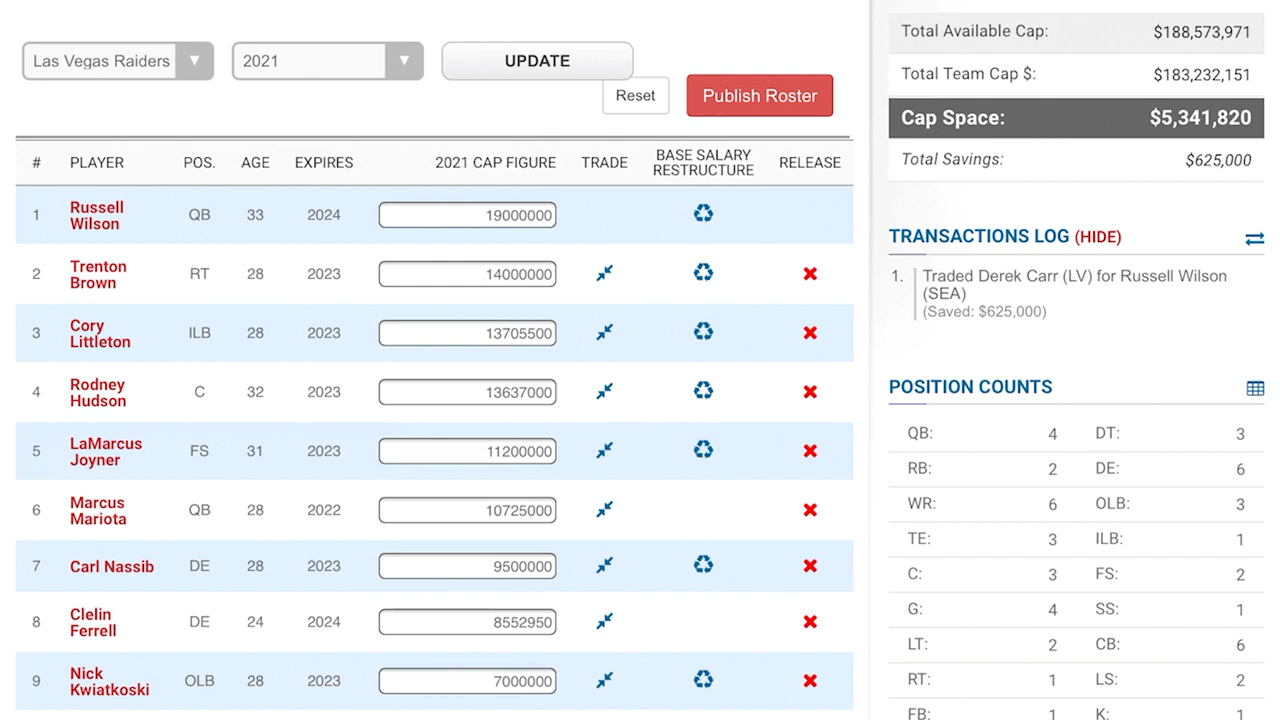 Las Vegas Raiders ▼ 2021 ▼ UPDATE
Reset Publish Roster
# PLAYER POS. AGE EXPIRES 2021 CAP FIGURE TRADE BASE SALARY RESTRUCTURE RELEASE
1 Russell Wilson QB 33 2024 19000000
2 Trenton Brown RT 28 2023 14000000
3 Cory Littleton ILB 28 2023 13705500
4 Rodney Hudson C 32 2023 13637000
5 LaMarcus Joyner FS 31 2023 11200000
6 Marcus Mariota QB 28 2022 10725000
7 Carl Nassib DE 28 2023 9500000
8 Clelin Ferrell DE 24 2024 8552950
9 Nick Kwiatkoski OLB 28 2023 7000000
Total Available Cap: $188,573,971
Total Team Cap $: $183,232,151
Cap Space: $5,341,820
Total Savings: $625,000
TRANSACTIONS LOG (HIDE)
1. Traded Derek Carr (LV) for Russell Wilson
(SEA)
(Saved: $625,000)
POSITION COUNTS
QB: 4 DT: 3
RB: 2 DE: 6
WR: 6 OLB: 3
TE: 3 ILB: 1
C: 3 FS: 2
G: 4 SS: 1
LT: 2 CB: 6
RT: 1 LS: 2
FB: 1 K: 1